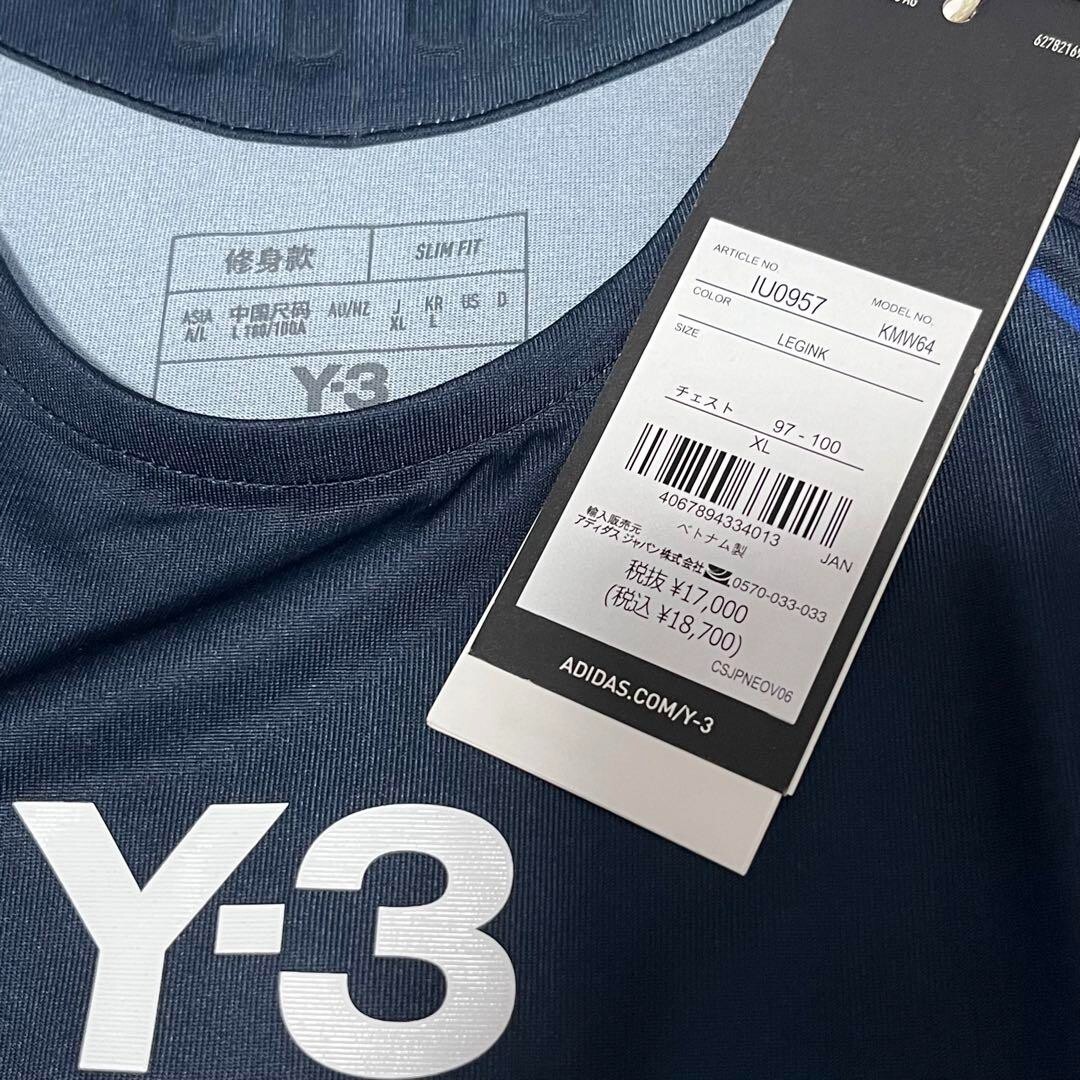 修身款 SLIM FIT
ASIA A/L 中国尺码 L 180/100A AU/NZ J XL KR L US D
Y-3
ARTICLE NO.
IU0957
MODEL NO.
KMW64
COLOR
LEGINK
SIZE
チェスト 97 - 100
XL
4067894334013
JAN
ベトナム製
輸入販売元
アディダス ジャパン株式会社 0570-033-033
税抜 ¥17,000
(税込 ¥18,700)
CSJPNEOV06
ADIDAS.COM/Y-3
Y-3